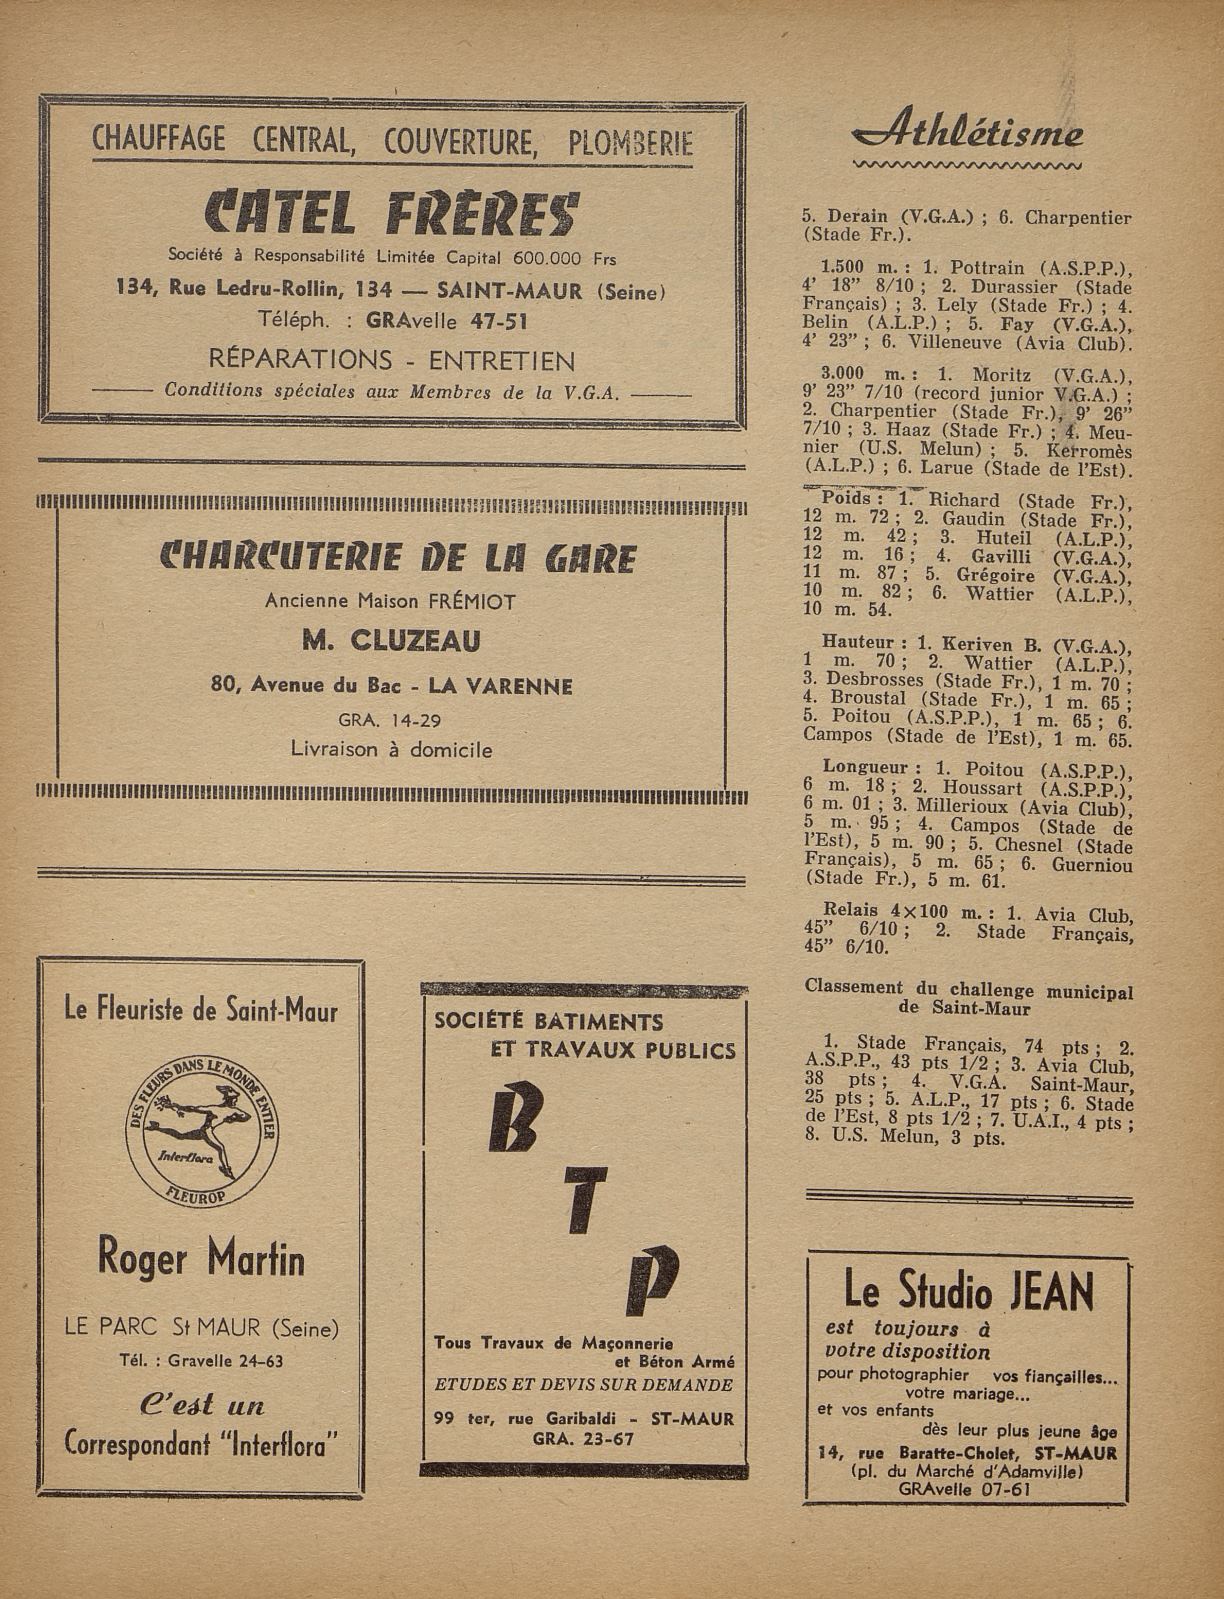 CHAUFFAGE CENTRAL, COUVERTURE, PLOMBERIE
CATEL FRÈRES
Société à Responsabilité Limitée Capital 600.000 Frs
134, Rue Ledru-Rollin, 134 — SAINT-MAUR (Seine)
Téléph. : GRAvelle 47-51
RÉPARATIONS - ENTRETIEN
Conditions spéciales aux Membres de la V.G.A.
CHARCUTERIE DE LA GARE
Ancienne Maison FRÉMIOT
M. CLUZEAU
80, Avenue du Bac - LA VARENNE
GRA. 14-29
Livraison à domicile
Le Fleuriste de Saint-Maur
DES FLEURS DANS LE MONDE ENTIER
Interflora
FLEUROP
Roger Martin
LE PARC St MAUR (Seine)
Tél. : Gravelle 24-63
C'est un
Correspondant "Interflora"
SOCIÉTÉ BATIMENTS
ET TRAVAUX PUBLICS
B
T
P
Tous Travaux de Maçonnerie
et Béton Armé
ETUDES ET DEVIS SUR DEMANDE
99 ter, rue Garibaldi - ST-MAUR
GRA. 23-67
Athlétisme
5. Derain (V.G.A.) ; 6. Charpentier
(Stade Fr.).
1.500 m. : 1. Pottrain (A.S.P.P.),
4' 18" 8/10 ; 2. Durassier (Stade
Français) ; 3. Lely (Stade Fr.) ; 4.
Belin (A.L.P.) ; 5. Fay (V.G.A.),
4' 23" ; 6. Villeneuve (Avia Club).
3.000 m. : 1. Moritz (V.G.A.),
9' 23" 7/10 (record junior V.G.A.) ;
2. Charpentier (Stade Fr.), 9' 26"
7/10 ; 3. Haaz (Stade Fr.) ; 4. Meu-
nier (U.S. Melun) ; 5. Kerromès
(A.L.P.) ; 6. Larue (Stade de l'Est).
Poids : 1. Richard (Stade Fr.),
12 m. 72 ; 2. Gaudin (Stade Fr.),
12 m. 42 ; 3. Huteil (A.L.P.),
12 m. 16 ; 4. Gavilli (V.G.A.),
11 m. 87 ; 5. Grégoire (V.G.A.),
10 m. 82 ; 6. Wattier (A.L.P.),
10 m. 54.
Hauteur : 1. Keriven B. (V.G.A.),
1 m. 70 ; 2. Wattier (A.L.P.),
3. Desbrosses (Stade Fr.), 1 m. 70 ;
4. Broustal (Stade Fr.), 1 m. 65 ;
5. Poitou (A.S.P.P.), 1 m. 65 ; 6.
Campos (Stade de l'Est), 1 m. 65.
Longueur : 1. Poitou (A.S.P.P.),
6 m. 18 ; 2. Houssart (A.S.P.P.),
6 m. 01 ; 3. Millerioux (Avia Club),
5 m. 95 ; 4. Campos (Stade de
l'Est), 5 m. 90 ; 5. Chesnel (Stade
Français), 5 m. 65 ; 6. Guerniou
(Stade Fr.), 5 m. 61.
Relais 4×100 m. : 1. Avia Club,
45" 6/10 ; 2. Stade Français,
45" 6/10.
Classement du challenge municipal
de Saint-Maur
1. Stade Français, 74 pts ; 2.
A.S.P.P., 43 pts 1/2 ; 3. Avia Club,
38 pts ; 4. V.G.A. Saint-Maur,
25 pts ; 5. A.L.P., 17 pts ; 6. Stade
de l'Est, 8 pts 1/2 ; 7. U.A.I., 4 pts ;
8. U.S. Melun, 3 pts.
Le Studio JEAN
est toujours à
votre disposition
pour photographier vos fiançailles...
votre mariage...
et vos enfants
dès leur plus jeune âge
14, rue Baratte-Cholet, ST-MAUR
(pl. du Marché d'Adamville)
GRAvelle 07-61